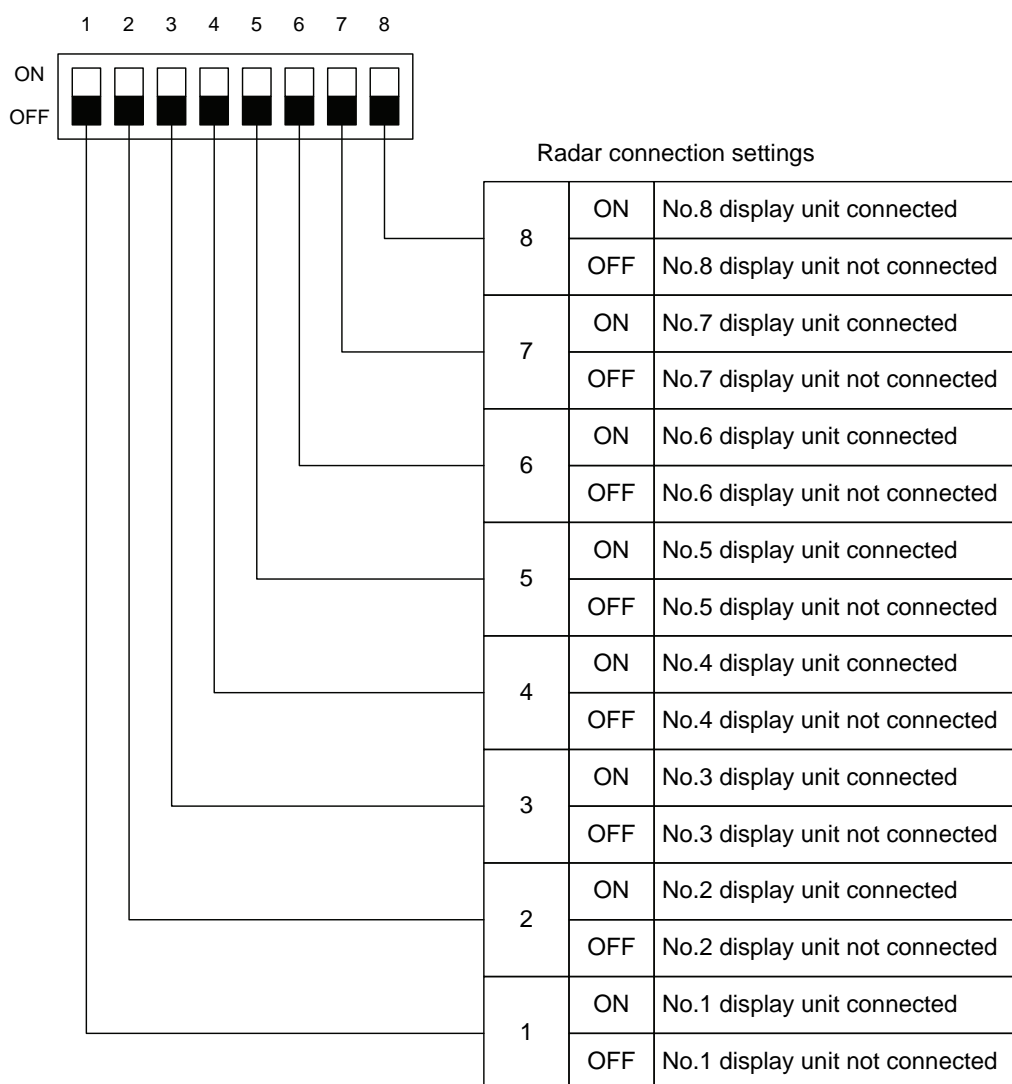 1 2 3 4 5 6 7 8
ON
OFF
Radar connection settings
8
ON No.8 display unit connected
OFF No.8 display unit not connected
7
ON No.7 display unit connected
OFF No.7 display unit not connected
6
ON No.6 display unit connected
OFF No.6 display unit not connected
5
ON No.5 display unit connected
OFF No.5 display unit not connected
4
ON No.4 display unit connected
OFF No.4 display unit not connected
3
ON No.3 display unit connected
OFF No.3 display unit not connected
2
ON No.2 display unit connected
OFF No.2 display unit not connected
1
ON No.1 display unit connected
OFF No.1 display unit not connected